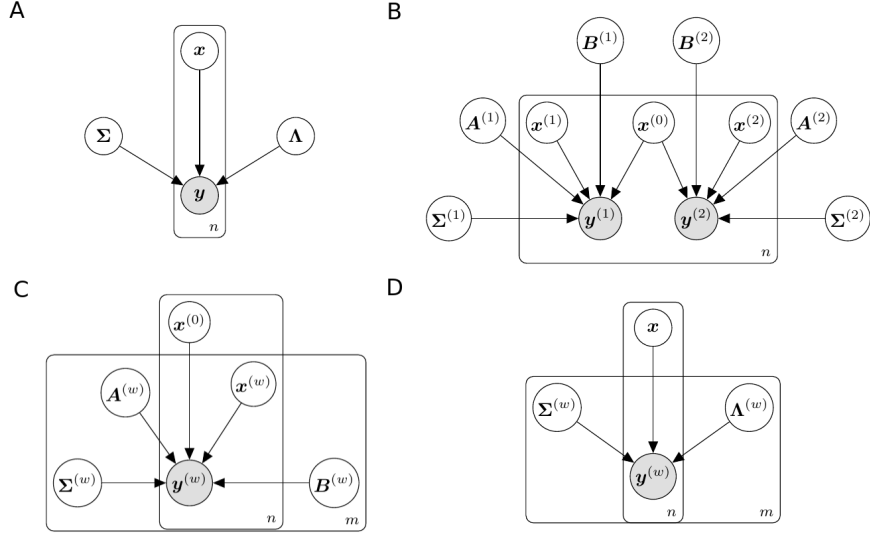 A
x
Σ
Λ
y
n
B
B^(1)
B^(2)
A^(1)
x^(1)
x^(0)
x^(2)
A^(2)
Σ^(1)
y^(1)
y^(2)
Σ^(2)
n
C
x^(0)
A^(w)
x^(w)
Σ^(w)
y^(w)
B^(w)
n
m
D
x
Σ^(w)
Λ^(w)
y^(w)
n
m